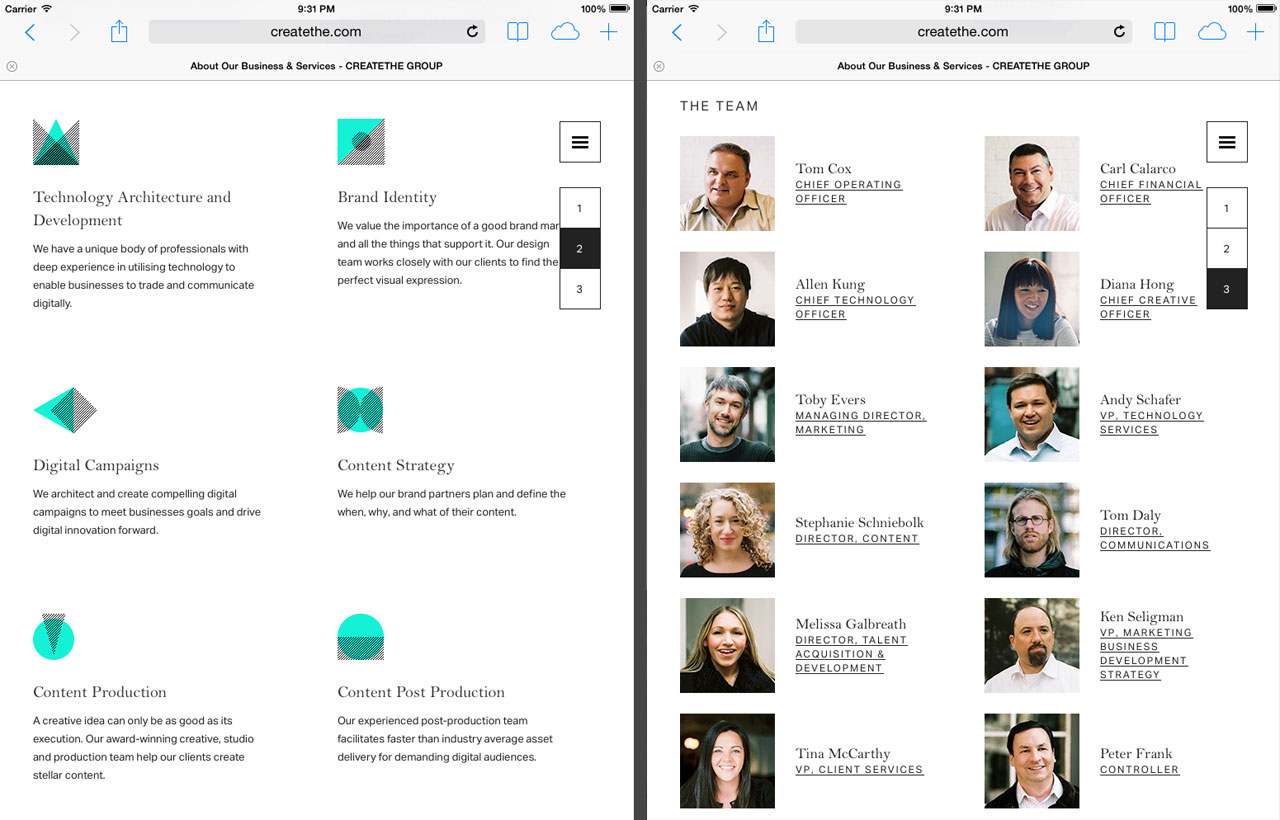 Carrier 9:31 PM 100%
createthe.com
About Our Business & Services - CREATETHE GROUP
Technology Architecture and
Development
We have a unique body of professionals with
deep experience in utilising technology to
enable businesses to trade and communicate
digitally.
Brand Identity
We value the importance of a good brand mar
and all the things that support it. Our design
team works closely with our clients to find the
perfect visual expression.
1
2
3
Digital Campaigns
We architect and create compelling digital
campaigns to meet businesses goals and drive
digital innovation forward.
Content Strategy
We help our brand partners plan and define the
when, why, and what of their content.
Content Production
A creative idea can only be as good as its
execution. Our award-winning creative, studio
and production team help our clients create
stellar content.
Content Post Production
Our experienced post-production team
facilitates faster than industry average asset
delivery for demanding digital audiences.
Carrier 9:31 PM 100%
createthe.com
About Our Business & Services - CREATETHE GROUP
THE TEAM
Tom Cox
CHIEF OPERATING
OFFICER
Carl Calarco
CHIEF FINANCIAL
OFFICER
1
2
3
Allen Kung
CHIEF TECHNOLOGY
OFFICER
Diana Hong
CHIEF CREATIVE
OFFICER
Toby Evers
MANAGING DIRECTOR,
MARKETING
Andy Schafer
VP, TECHNOLOGY
SERVICES
Stephanie Schniebolk
DIRECTOR, CONTENT
Tom Daly
DIRECTOR,
COMMUNICATIONS
Melissa Galbreath
DIRECTOR, TALENT
ACQUISITION &
DEVELOPMENT
Ken Seligman
VP, MARKETING
BUSINESS
DEVELOPMENT
STRATEGY
Tina McCarthy
VP, CLIENT SERVICES
Peter Frank
CONTROLLER